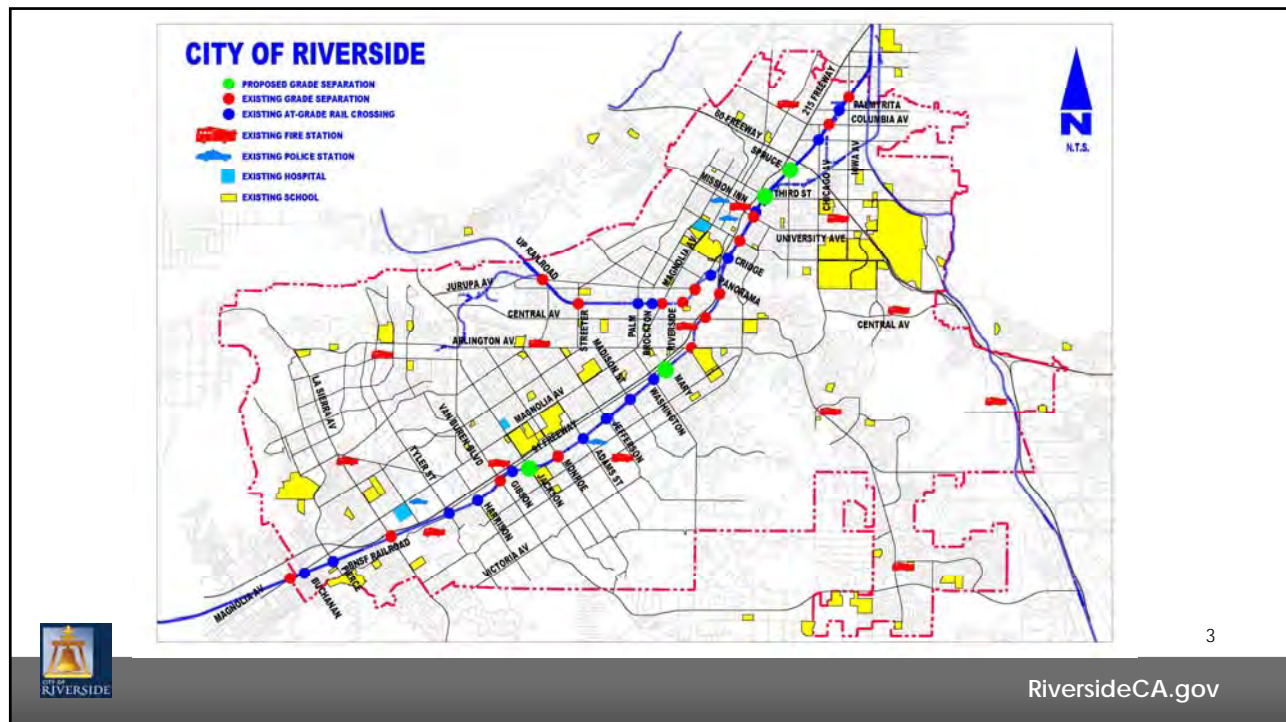 CITY OF RIVERSIDE
PROPOSED GRADE SEPARATION
EXISTING GRADE SEPARATION
EXISTING AT-GRADE RAIL CROSSING
EXISTING FIRE STATION
EXISTING POLICE STATION
EXISTING HOSPITAL
EXISTING SCHOOL
N
N.T.S.
215 FREEWAY
60 FREEWAY
PALMYRITA
COLUMBIA AV
SPRUCE
CHICAGO AV
IOWA AV
MISSION INN
THIRD ST
UNIVERSITY AVE
MAGNOLIA AV
CRIDGE
PANORAMA
UP RAILROAD
JURUPA AV
CENTRAL AV
STREETER
PALM
BROCKTON
RIVERSIDE
CENTRAL AV
ARLINGTON AV
MADISON ST
MARY
WASHINGTON
LA SIERRA AV
MAGNOLIA AV
VAN BUREN BLVD
91 FREEWAY
JEFFERSON
ADAMS ST
TYLER ST
MONROE
JACKSON
GIBSON
HARRISON
VICTORIA AV
BNSF RAILROAD
PIERCE
BUCHANAN
MAGNOLIA AV
3
CITY OF
RIVERSIDE
RiversideCA.gov